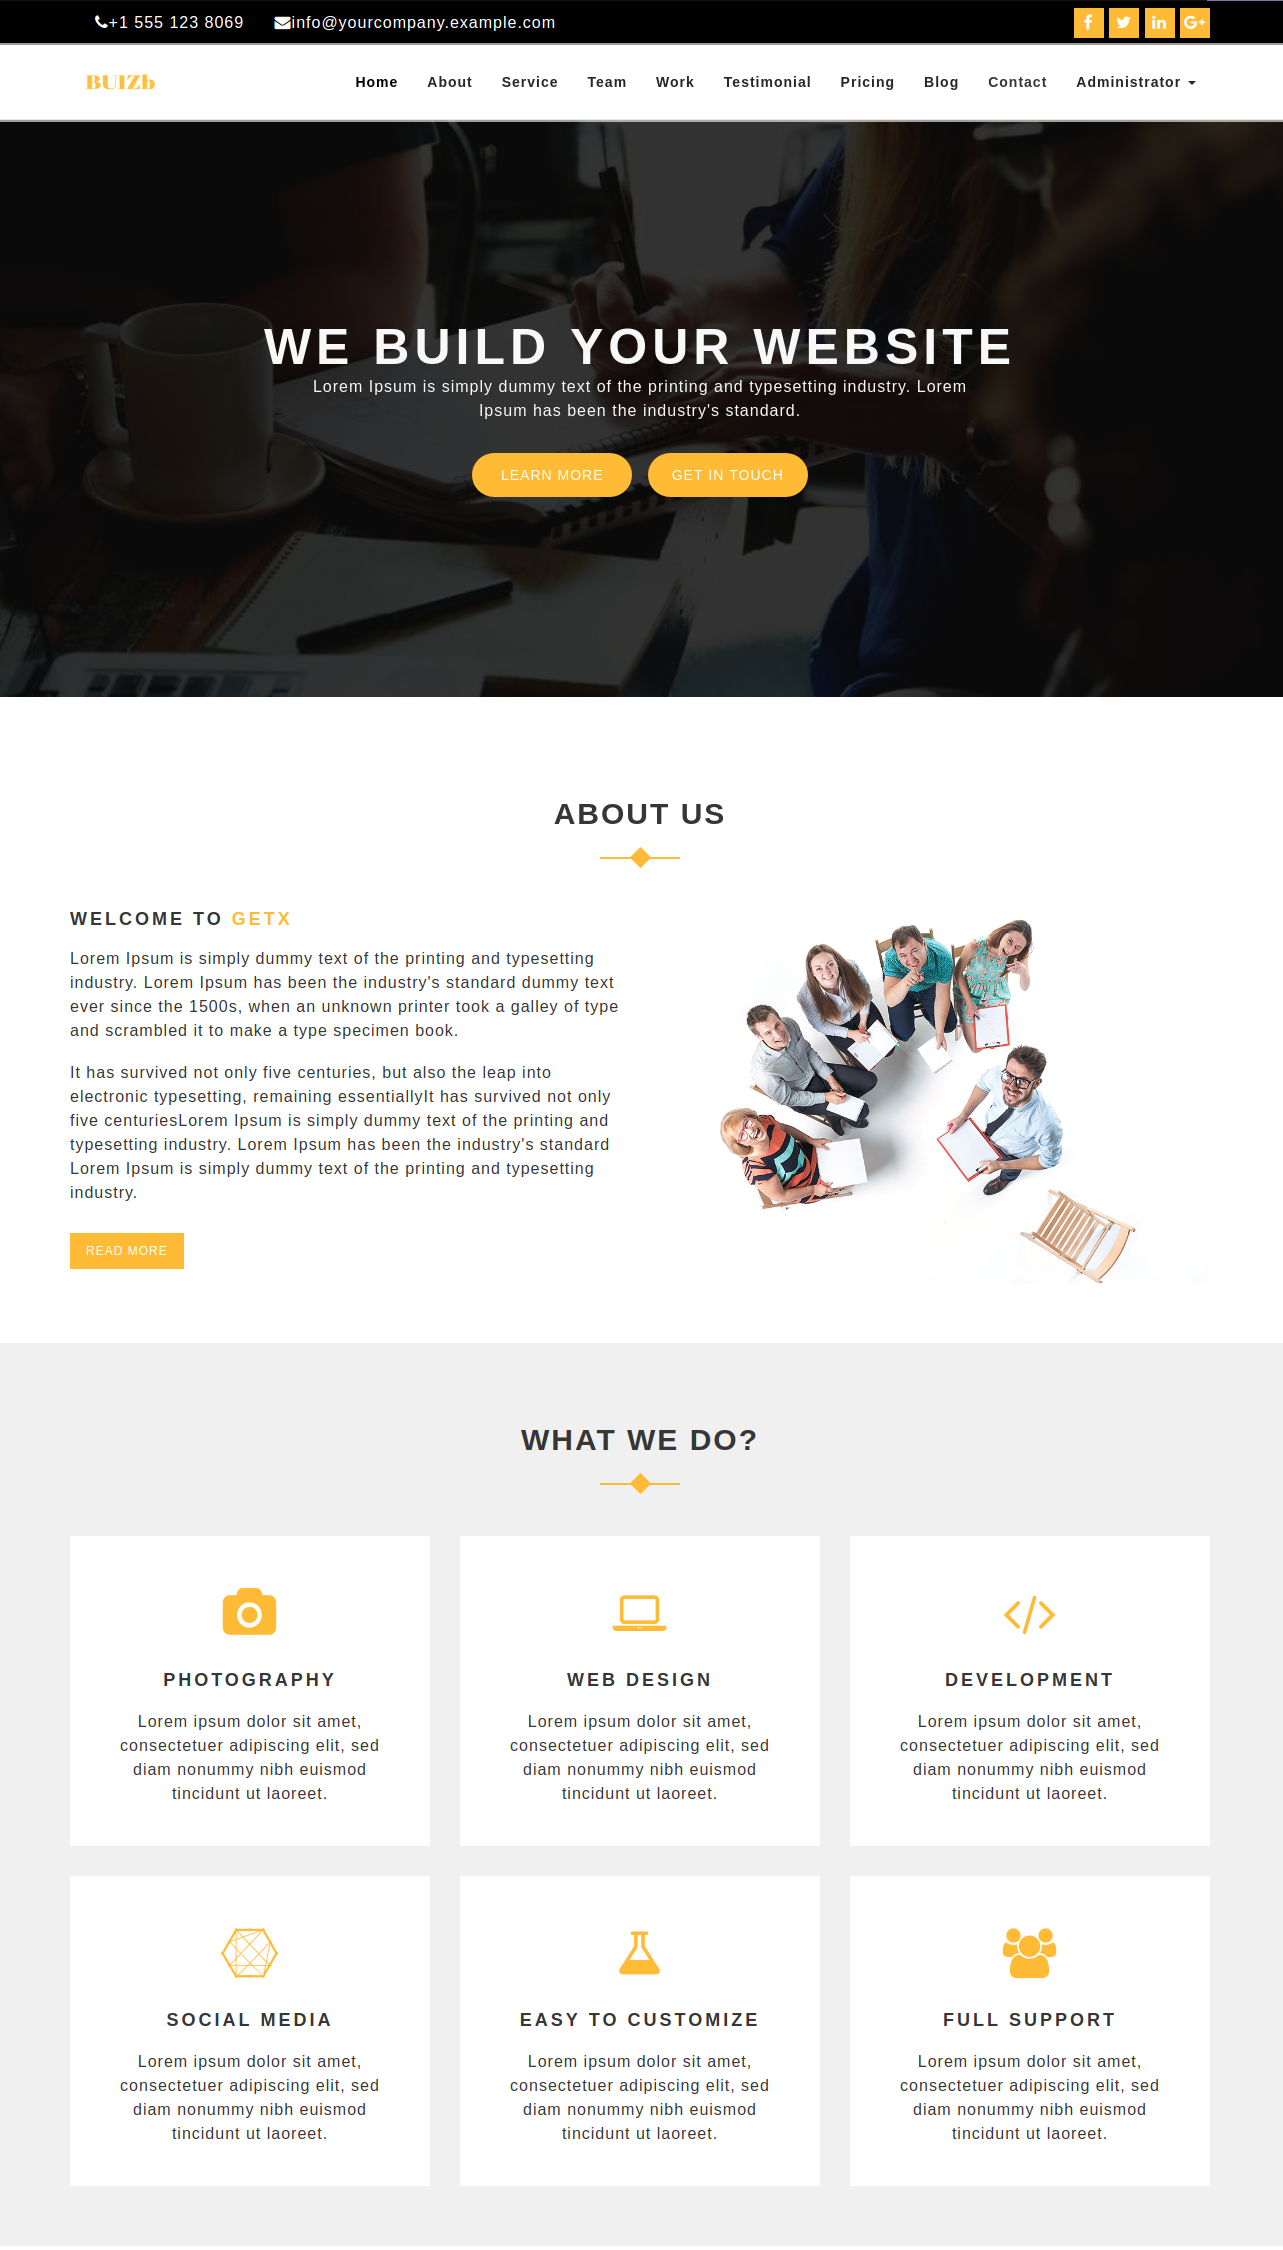 +1 555 123 8069 info@yourcompany.example.com
BUIZb
Home About Service Team Work Testimonial Pricing Blog Contact Administrator
WE BUILD YOUR WEBSITE
Lorem Ipsum is simply dummy text of the printing and typesetting industry. Lorem
Ipsum has been the industry's standard.
LEARN MORE GET IN TOUCH
ABOUT US
WELCOME TO GETX
Lorem Ipsum is simply dummy text of the printing and typesetting
industry. Lorem Ipsum has been the industry's standard dummy text
ever since the 1500s, when an unknown printer took a galley of type
and scrambled it to make a type specimen book.
It has survived not only five centuries, but also the leap into
electronic typesetting, remaining essentiallyIt has survived not only
five centuriesLorem Ipsum is simply dummy text of the printing and
typesetting industry. Lorem Ipsum has been the industry's standard
Lorem Ipsum is simply dummy text of the printing and typesetting
industry.
READ MORE
WHAT WE DO?
PHOTOGRAPHY
Lorem ipsum dolor sit amet,
consectetuer adipiscing elit, sed
diam nonummy nibh euismod
tincidunt ut laoreet.
WEB DESIGN
Lorem ipsum dolor sit amet,
consectetuer adipiscing elit, sed
diam nonummy nibh euismod
tincidunt ut laoreet.
DEVELOPMENT
Lorem ipsum dolor sit amet,
consectetuer adipiscing elit, sed
diam nonummy nibh euismod
tincidunt ut laoreet.
SOCIAL MEDIA
Lorem ipsum dolor sit amet,
consectetuer adipiscing elit, sed
diam nonummy nibh euismod
tincidunt ut laoreet.
EASY TO CUSTOMIZE
Lorem ipsum dolor sit amet,
consectetuer adipiscing elit, sed
diam nonummy nibh euismod
tincidunt ut laoreet.
FULL SUPPORT
Lorem ipsum dolor sit amet,
consectetuer adipiscing elit, sed
diam nonummy nibh euismod
tincidunt ut laoreet.